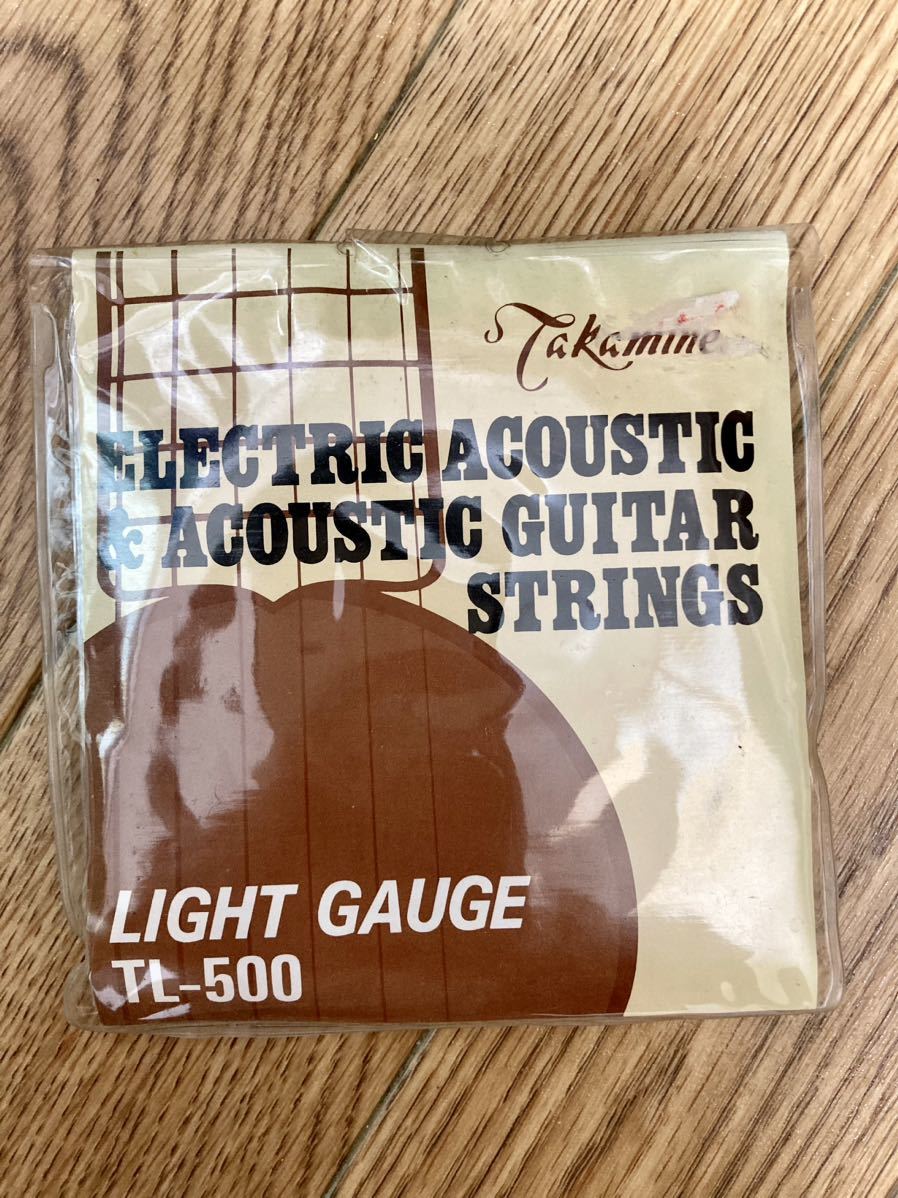 Takamine
ELECTRIC ACOUSTIC
& ACOUSTIC GUITAR
STRINGS
LIGHT GAUGE
TL-500